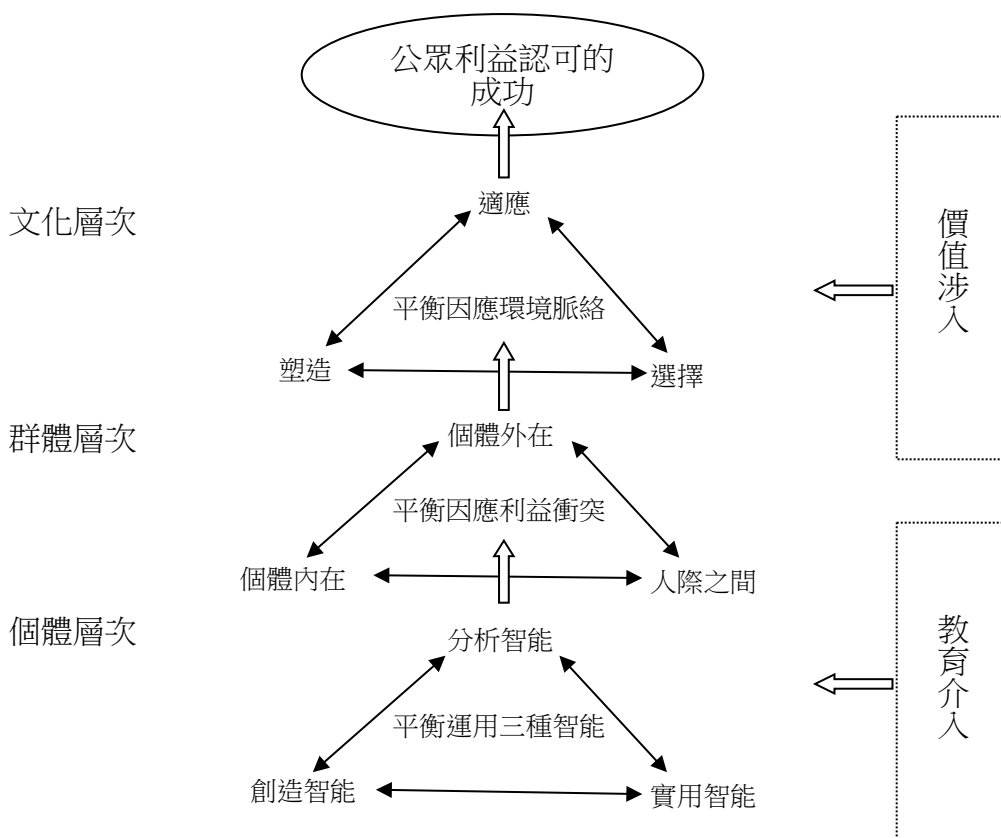 公眾利益認可的
成功
適應
文化層次
價值涉入
平衡因應環境脈絡
塑造
選擇
群體層次
個體外在
平衡因應利益衝突
個體內在
人際之間
個體層次
分析智能
教育介入
平衡運用三種智能
創造智能
實用智能